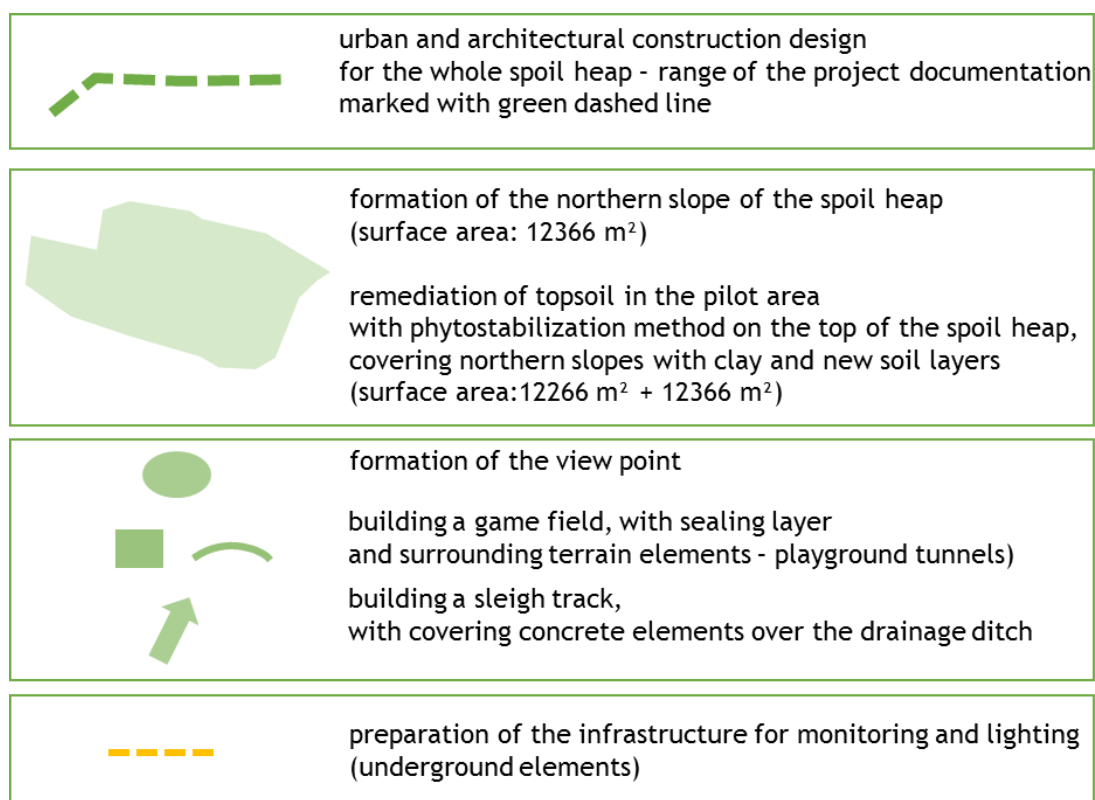 urban and architectural construction design
for the whole spoil heap - range of the project documentation
marked with green dashed line
formation of the northern slope of the spoil heap
(surface area: 12366 m²)
remediation of topsoil in the pilot area
with phytostabilization method on the top of the spoil heap,
covering northern slopes with clay and new soil layers
(surface area:12266 m² + 12366 m²)
formation of the view point
building a game field, with sealing layer
and surrounding terrain elements - playground tunnels)
building a sleigh track,
with covering concrete elements over the drainage ditch
preparation of the infrastructure for monitoring and lighting
(underground elements)